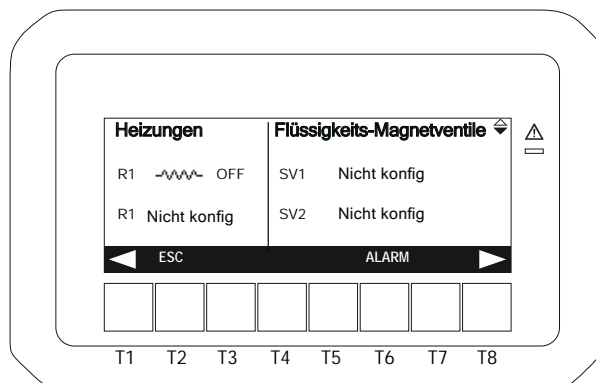 Heizungen Flüssigkeits-Magnetventile
R1 OFF SV1 Nicht konfig
R1 Nicht konfig SV2 Nicht konfig
ESC ALARM
T1 T2 T3 T4 T5 T6 T7 T8